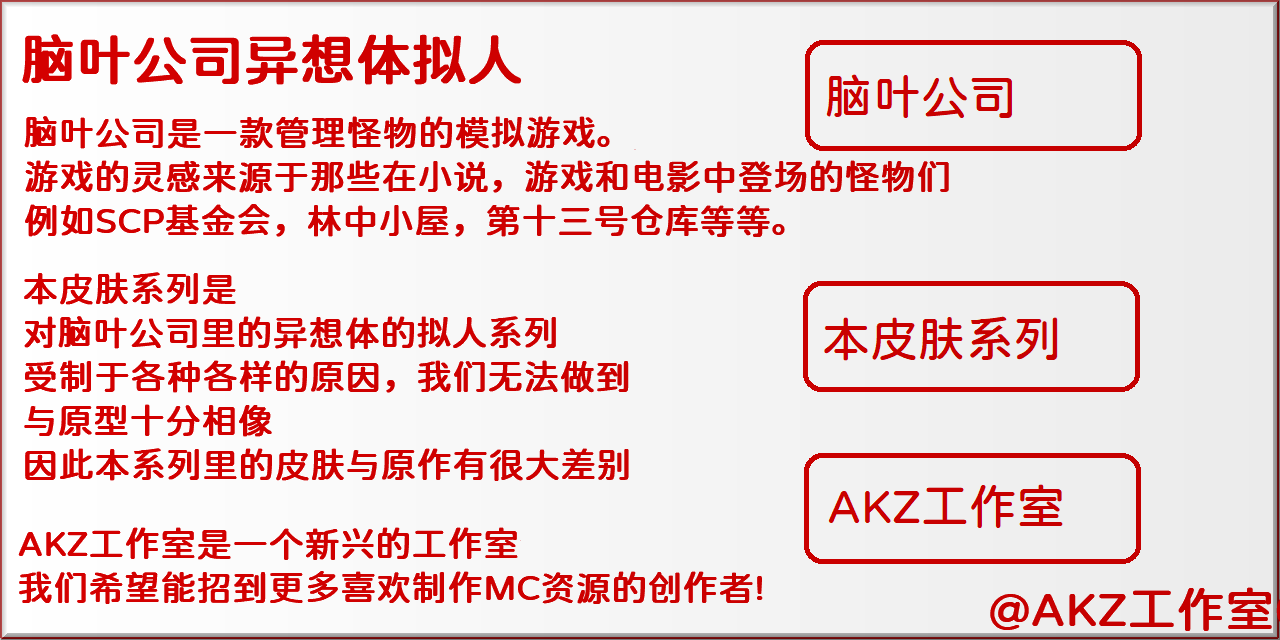 脑叶公司异想体拟人
脑叶公司是一款管理怪物的模拟游戏。
游戏的灵感来源于那些在小说，游戏和电影中登场的怪物们
例如SCP基金会，林中小屋，第十三号仓库等等。
脑叶公司
本皮肤系列是
对脑叶公司里的异想体的拟人系列
受制于各种各样的原因，我们无法做到
与原型十分相像
因此本系列里的皮肤与原作有很大差别
本皮肤系列
AKZ工作室是一个新兴的工作室
我们希望能招到更多喜欢制作MC资源的创作者!
AKZ工作室
@AKZ工作室